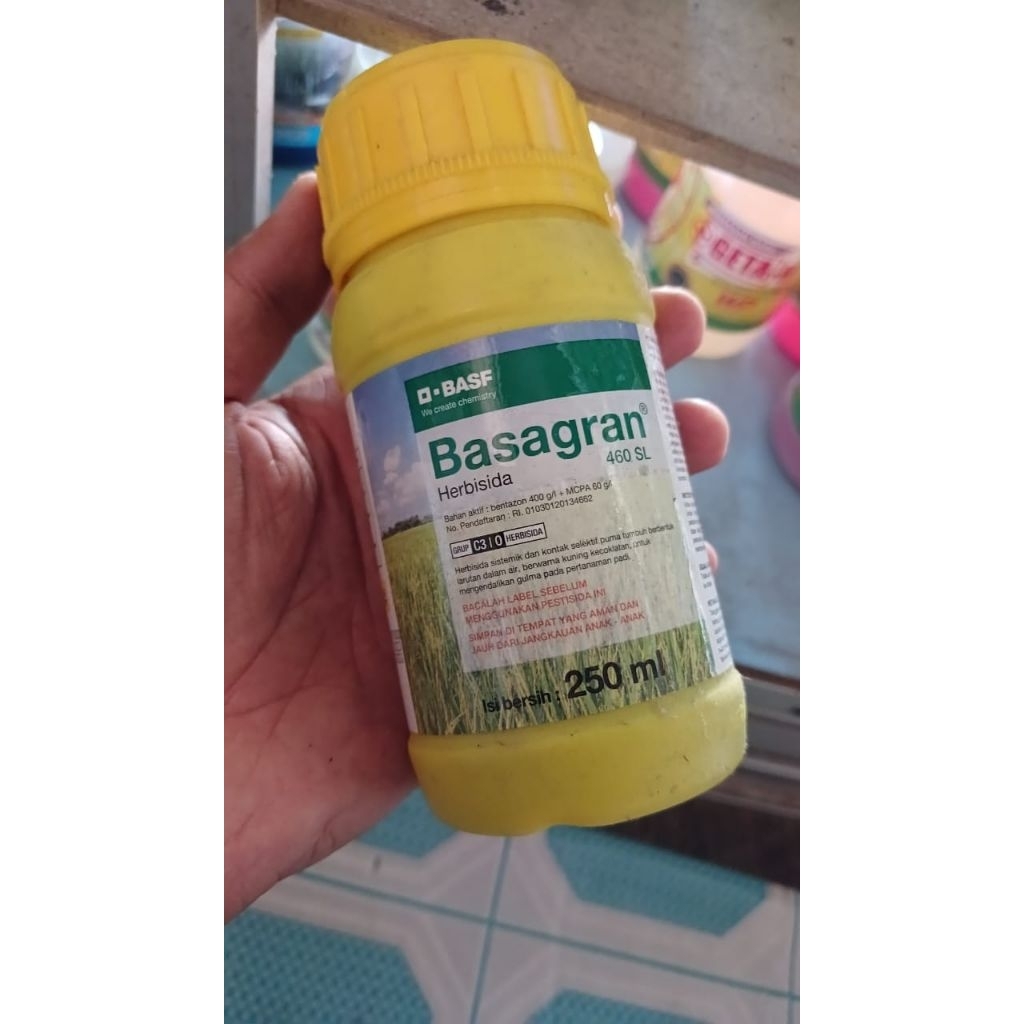 BASF
We create chemistry
Basagran®
460 SL
Herbisida
Bahan aktif : bentazon 400 g/l + MCPA 60 g/l
No. Pendaftaran : RI. 01030120134662
GRUP C3 | O HERBISIDA
Herbisida sistemik dan kontak selektif purna tumbuh berbentuk
larutan dalam air, berwarna kuning kecoklatan, untuk
mengendalikan gulma pada pertanaman padi.
BACALAH LABEL SEBELUM
MENGGUNAKAN PESTISIDA INI
SIMPAN DI TEMPAT YANG AMAN DAN
JAUH DARI JANGKAUAN ANAK - ANAK
Isi bersih : 250 ml